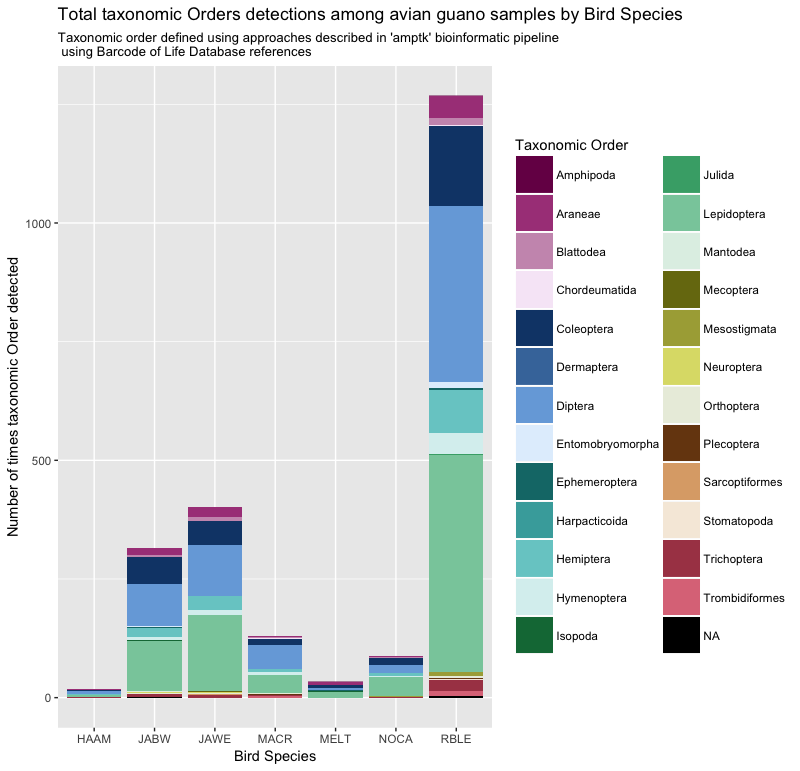 Total taxonomic Orders detections among avian guano samples by Bird Species
Taxonomic order defined using approaches described in 'amptk' bioinformatic pipeline
using Barcode of Life Database references
Number of times taxonomic Order detected
1000
500
0
HAAM JABW JAWE MACR MELT NOCA RBLE
Bird Species
Taxonomic Order
Amphipoda
Araneae
Blattodea
Chordeumatida
Coleoptera
Dermaptera
Diptera
Entomobryomorpha
Ephemeroptera
Harpacticoida
Hemiptera
Hymenoptera
Isopoda
Julida
Lepidoptera
Mantodea
Mecoptera
Mesostigmata
Neuroptera
Orthoptera
Plecoptera
Sarcoptiformes
Stomatopoda
Trichoptera
Trombidiformes
NA